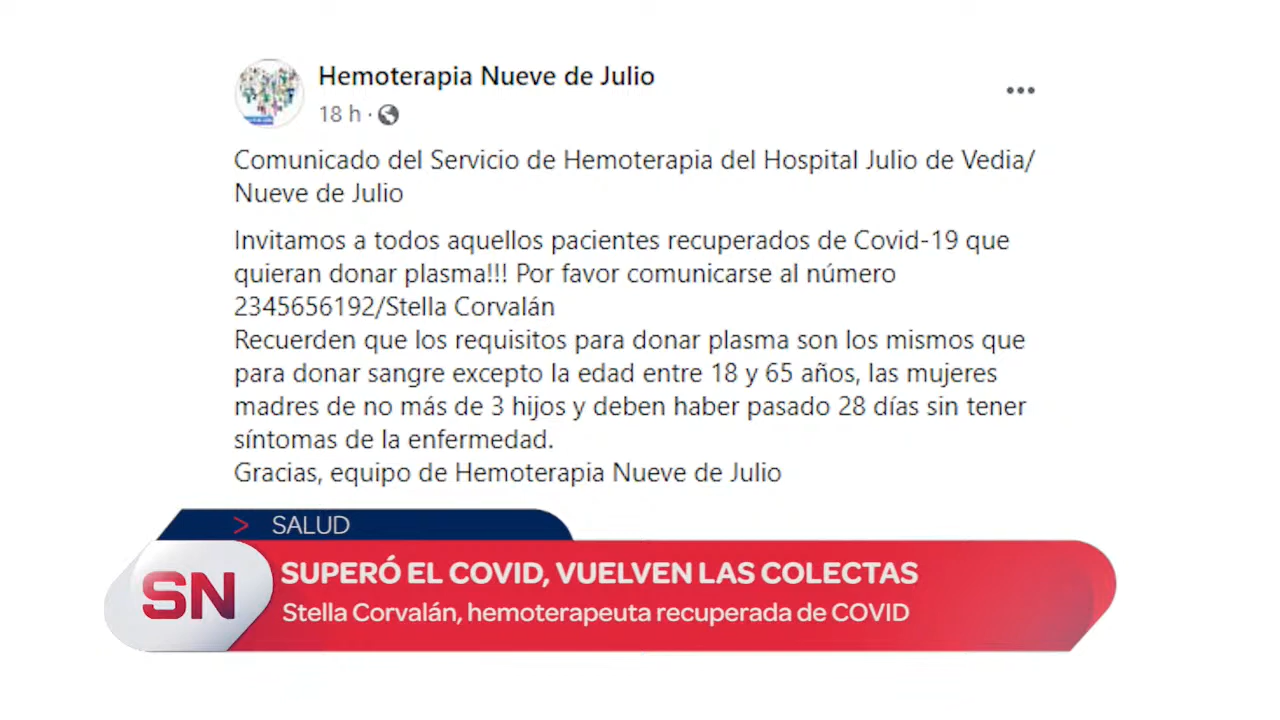 Hemoterapia Nueve de Julio
18 h ·
Comunicado del Servicio de Hemoterapia del Hospital Julio de Vedia/
Nueve de Julio
Invitamos a todos aquellos pacientes recuperados de Covid-19 que
quieran donar plasma!!! Por favor comunicarse al número
2345656192/Stella Corvalán
Recuerden que los requisitos para donar plasma son los mismos que
para donar sangre excepto la edad entre 18 y 65 años, las mujeres
madres de no más de 3 hijos y deben haber pasado 28 días sin tener
síntomas de la enfermedad.
Gracias, equipo de Hemoterapia Nueve de Julio
> SALUD
SN
SUPERÓ EL COVID, VUELVEN LAS COLECTAS
Stella Corvalán, hemoterapeuta recuperada de COVID